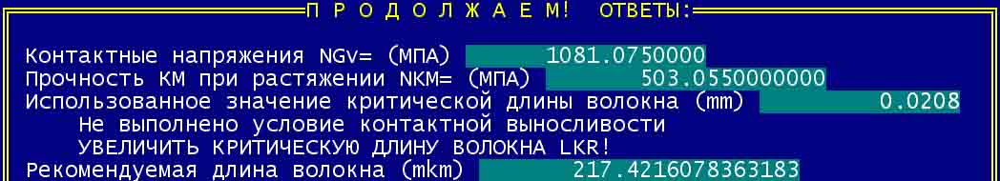 П Р О Д О Л Ж А Е М! ОТВЕТЫ:
Контактные напряжения NGv= (МПА) 1081.0750000
Прочность КМ при растяжении NКМ= (МПА) 503.0550000000
Использованное значение критической длины волокна (mm) 0.0208
Не выполнено условие контактной выносливости
УВЕЛИЧИТЬ КРИТИЧЕСКУЮ ДЛИНУ ВОЛОКНА LKR!
Рекомендуемая длина волокна (mkm) 217.4216078363183